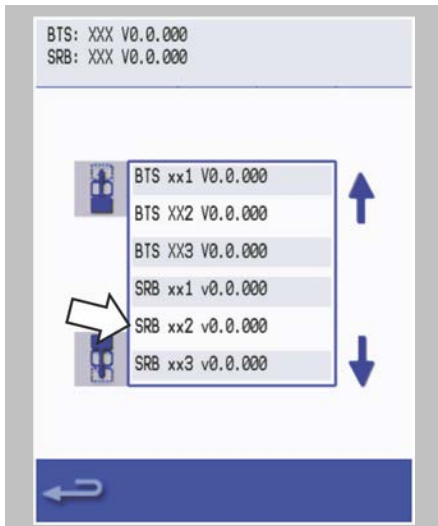 BTS: XXX V0.0.000
SRB: XXX V0.0.000
BTS xx1 V0.0.000
BTS XX2 V0.0.000
BTS XX3 V0.0.000
SRB xx1 v0.0.000
SRB xx2 v0.0.000
SRB xx3 v0.0.000